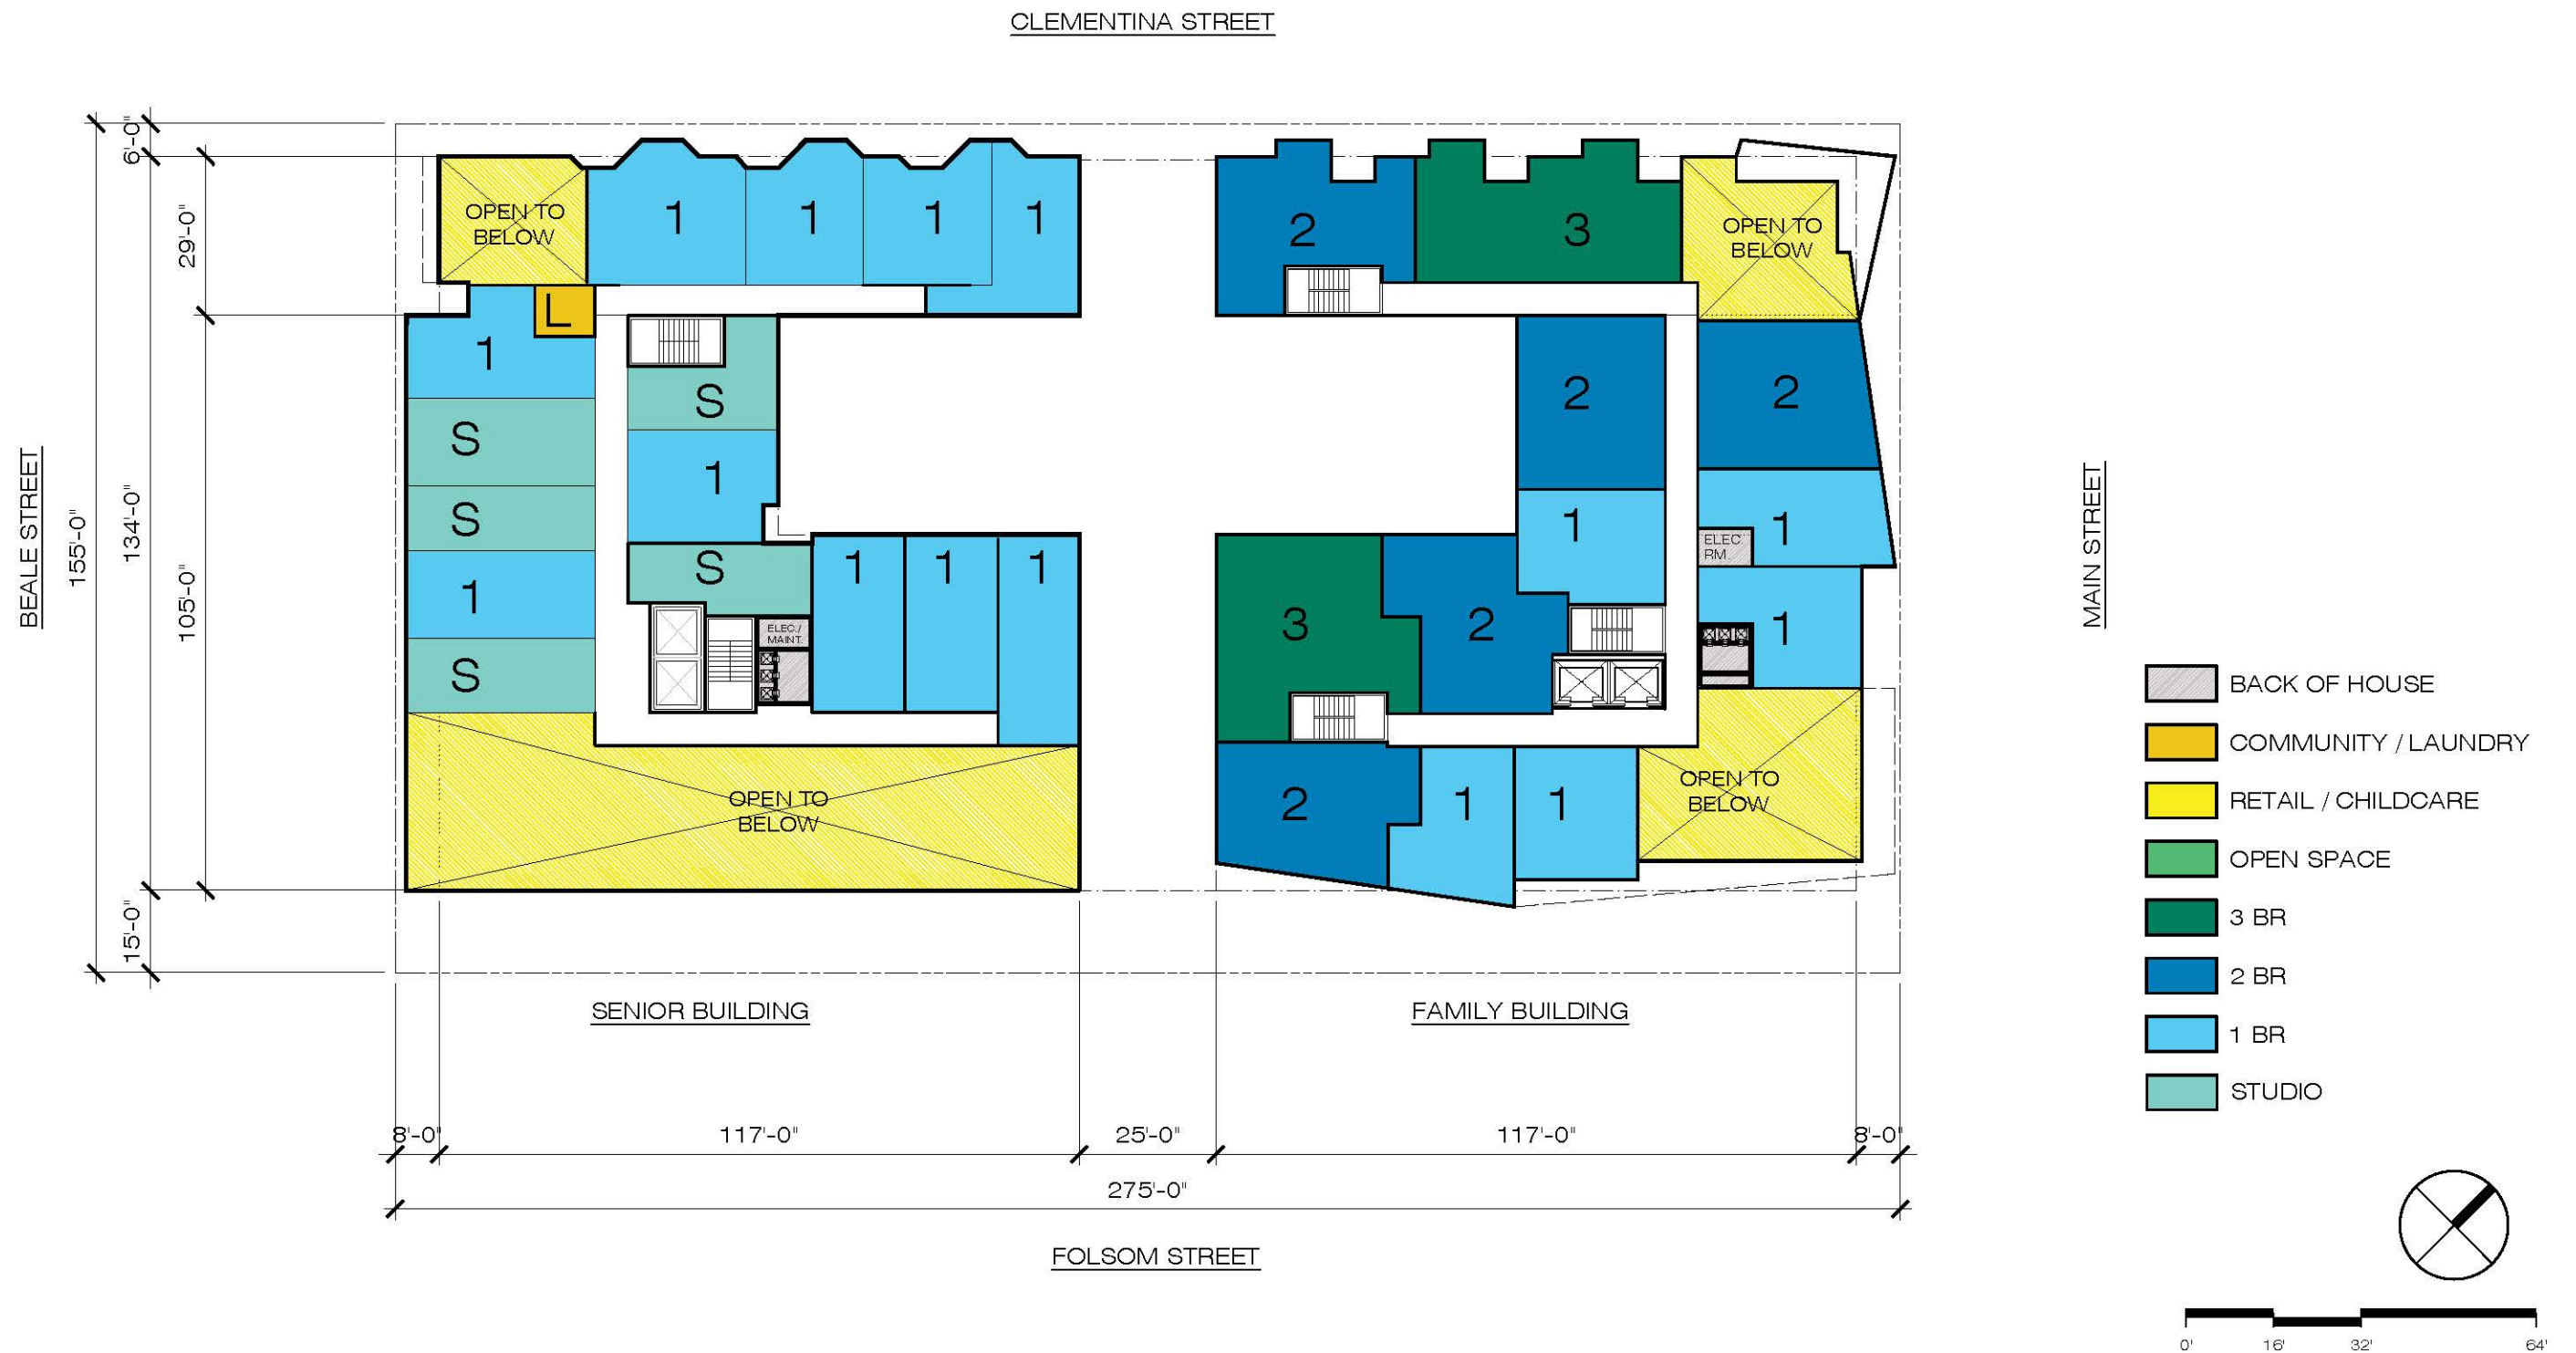 CLEMENTINA STREET
6'-0"
29'-0"
134'-0"
155'-0"
105'-0"
15'-0"
BEALE STREET
OPEN TO
BELOW
1
1
1
1
L
1
S
S
1
S
S
1
S
1
1
1
ELEC./
MAINT.
OPEN TO
BELOW
2
3
OPEN TO
BELOW
2
2
1
1
ELEC
RM.
3
2
1
2
1
1
OPEN TO
BELOW
MAIN STREET
BACK OF HOUSE
COMMUNITY / LAUNDRY
RETAIL / CHILDCARE
OPEN SPACE
3 BR
2 BR
1 BR
STUDIO
SENIOR BUILDING
FAMILY BUILDING
8'-0"
117'-0"
25'-0"
117'-0"
8'-0"
275'-0"
FOLSOM STREET
0'
16'
32'
64'